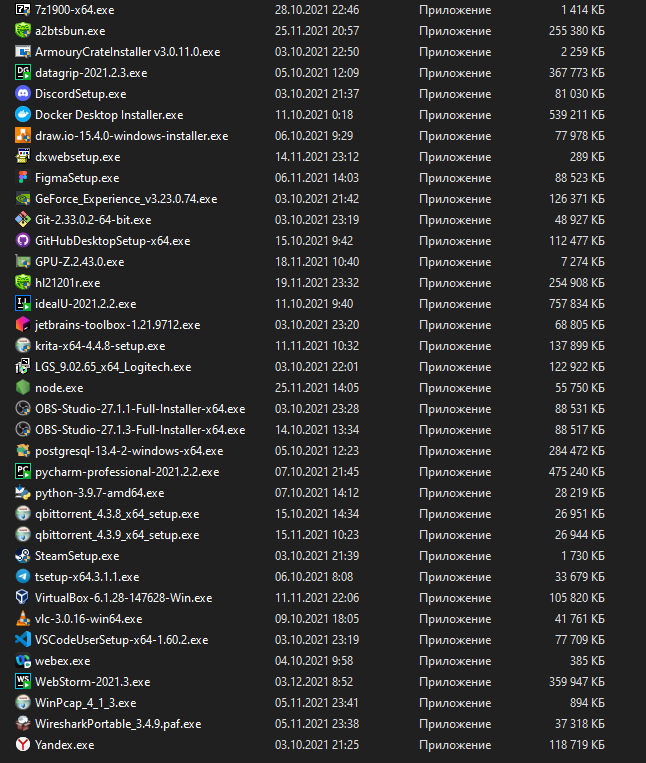 7z1900-x64.exe 28.10.2021 22:46 Приложение 1 414 КБ
a2btsbun.exe 25.11.2021 20:57 Приложение 255 380 КБ
ArmouryCrateInstaller v3.0.11.0.exe 03.10.2021 22:50 Приложение 2 259 КБ
datagrip-2021.2.3.exe 05.10.2021 12:09 Приложение 367 773 КБ
DiscordSetup.exe 03.10.2021 21:37 Приложение 81 030 КБ
Docker Desktop Installer.exe 11.10.2021 0:18 Приложение 539 211 КБ
draw.io-15.4.0-windows-installer.exe 06.10.2021 9:29 Приложение 77 978 КБ
dxwebsetup.exe 14.11.2021 23:12 Приложение 289 КБ
FigmaSetup.exe 06.11.2021 14:03 Приложение 88 523 КБ
GeForce_Experience_v3.23.0.74.exe 03.10.2021 21:42 Приложение 126 371 КБ
Git-2.33.0.2-64-bit.exe 03.10.2021 23:19 Приложение 48 927 КБ
GitHubDesktopSetup-x64.exe 15.10.2021 9:42 Приложение 112 477 КБ
GPU-Z.2.43.0.exe 18.11.2021 10:40 Приложение 7 274 КБ
hl21201r.exe 19.11.2021 23:32 Приложение 254 908 КБ
ideaIU-2021.2.2.exe 11.10.2021 9:40 Приложение 757 834 КБ
jetbrains-toolbox-1.21.9712.exe 03.10.2021 23:20 Приложение 68 805 КБ
krita-x64-4.4.8-setup.exe 11.11.2021 10:32 Приложение 137 899 КБ
LGS_9.02.65_x64_Logitech.exe 03.10.2021 22:01 Приложение 122 922 КБ
node.exe 25.11.2021 14:05 Приложение 55 750 КБ
OBS-Studio-27.1.1-Full-Installer-x64.exe 03.10.2021 23:28 Приложение 88 531 КБ
OBS-Studio-27.1.3-Full-Installer-x64.exe 14.10.2021 13:34 Приложение 88 517 КБ
postgresql-13.4-2-windows-x64.exe 05.10.2021 12:23 Приложение 284 472 КБ
pycharm-professional-2021.2.2.exe 07.10.2021 21:45 Приложение 475 240 КБ
python-3.9.7-amd64.exe 07.10.2021 14:12 Приложение 28 219 КБ
qbittorrent_4.3.8_x64_setup.exe 15.10.2021 14:34 Приложение 26 951 КБ
qbittorrent_4.3.9_x64_setup.exe 15.11.2021 10:23 Приложение 26 944 КБ
SteamSetup.exe 03.10.2021 21:39 Приложение 1 730 КБ
tsetup-x64.3.1.1.exe 06.10.2021 8:08 Приложение 33 679 КБ
VirtualBox-6.1.28-147628-Win.exe 11.11.2021 22:06 Приложение 105 820 КБ
vlc-3.0.16-win64.exe 09.10.2021 18:05 Приложение 41 761 КБ
VSCodeUserSetup-x64-1.60.2.exe 03.10.2021 23:19 Приложение 77 709 КБ
webex.exe 04.10.2021 9:58 Приложение 385 КБ
WebStorm-2021.3.exe 03.12.2021 8:52 Приложение 359 947 КБ
WinPcap_4_1_3.exe 05.11.2021 23:41 Приложение 894 КБ
WiresharkPortable_3.4.9.paf.exe 05.11.2021 23:38 Приложение 37 318 КБ
Yandex.exe 03.10.2021 21:25 Приложение 118 719 КБ